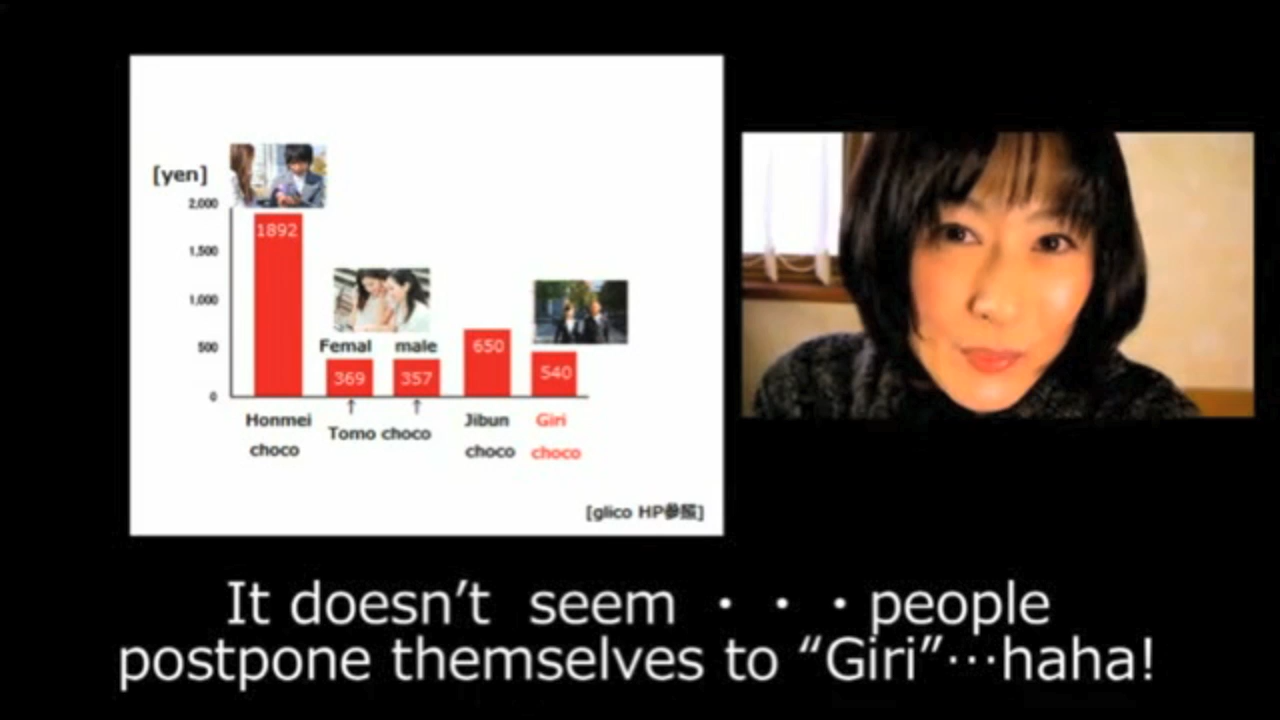 [yen]
2,000
1,500
1,000
500
0
1892
Femal male
369 357
650
540
↑ ↑
Honmei
choco
Tomo choco
Jibun
choco
Giri
choco
[glico HP参照]
It doesn't seem ・・・people
postpone themselves to “Giri”…haha!